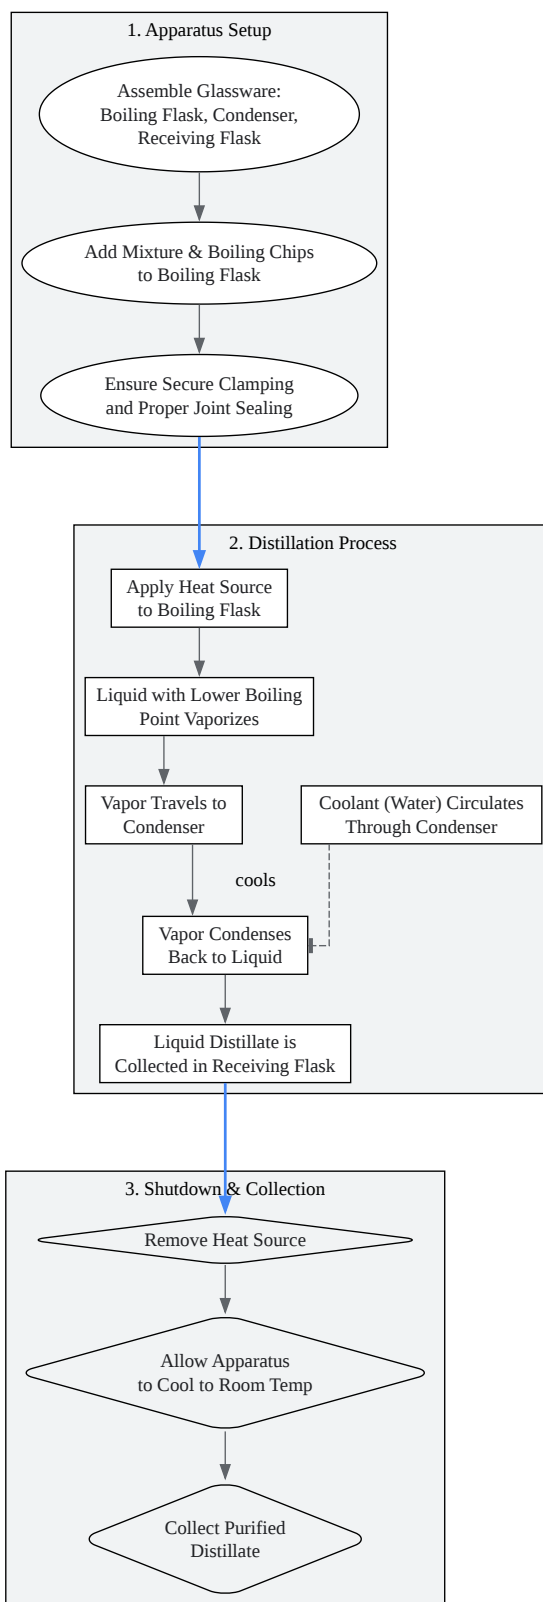 1. Apparatus Setup
Assemble Glassware:
Boiling Flask, Condenser,
Receiving Flask
Add Mixture & Boiling Chips
to Boiling Flask
Ensure Secure Clamping
and Proper Joint Sealing
2. Distillation Process
Apply Heat Source
to Boiling Flask
Liquid with Lower Boiling
Point Vaporizes
Vapor Travels to
Condenser
Coolant (Water) Circulates
Through Condenser
cools
Vapor Condenses
Back to Liquid
Liquid Distillate is
Collected in Receiving Flask
3. Shutdown & Collection
Remove Heat Source
Allow Apparatus
to Cool to Room Temp
Collect Purified
Distillate